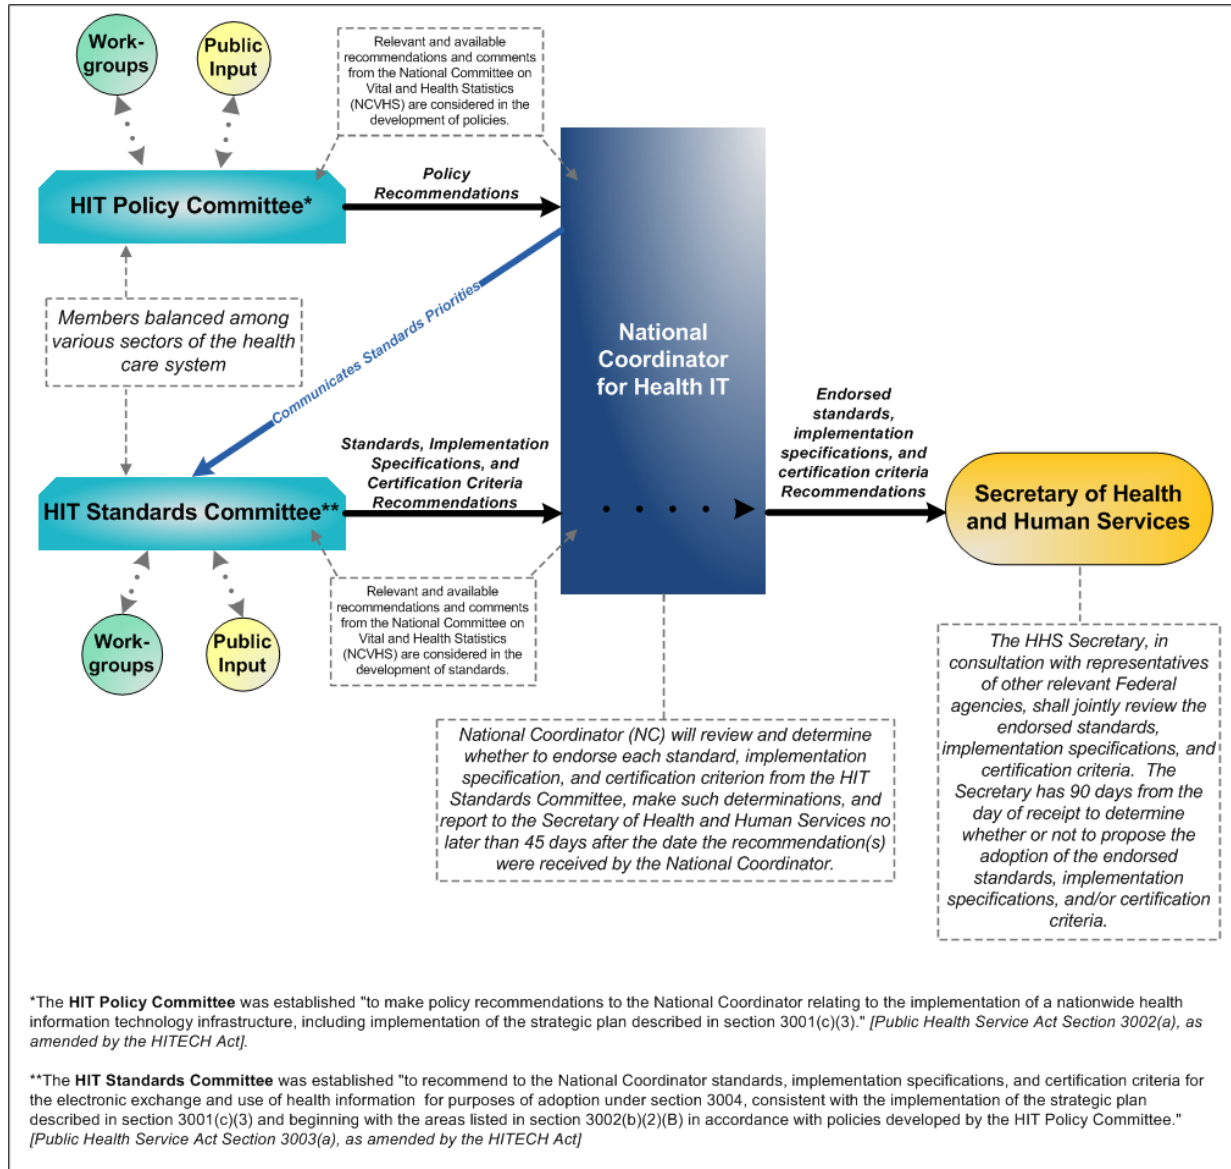 Work-
groups
Public
Input
Relevant and available
recommendations and comments
from the National Committee on
Vital and Health Statistics
(NCVHS) are considered in the
development of policies.
HIT Policy Committee*
Policy
Recommendations
Members balanced among
various sectors of the health
care system
Communicates Standards Priorities
National
Coordinator
for Health IT
HIT Standards Committee**
Standards, Implementation
Specifications, and
Certification Criteria
Recommendations
Endorsed
standards,
implementation
specifications, and
certification criteria
Recommendations
Secretary of Health
and Human Services
Work-
groups
Public
Input
Relevant and available
recommendations and comments
from the National Committee on
Vital and Health Statistics
(NCVHS) are considered in the
development of standards.
National Coordinator (NC) will review and determine
whether to endorse each standard, implementation
specification, and certification criterion from the HIT
Standards Committee, make such determinations, and
report to the Secretary of Health and Human Services no
later than 45 days after the date the recommendation(s)
were received by the National Coordinator.
The HHS Secretary, in
consultation with representatives
of other relevant Federal
agencies, shall jointly review the
endorsed standards,
implementation specifications, and
certification criteria.  The
Secretary has 90 days from the
day of receipt to determine
whether or not to propose the
adoption of the endorsed
standards, implementation
specifications, and/or certification
criteria.
*The HIT Policy Committee was established "to make policy recommendations to the National Coordinator relating to the implementation of a nationwide health
information technology infrastructure, including implementation of the strategic plan described in section 3001(c)(3)." [Public Health Service Act Section 3002(a), as
amended by the HITECH Act].
**The HIT Standards Committee was established "to recommend to the National Coordinator standards, implementation specifications, and certification criteria for
the electronic exchange and use of health information  for purposes of adoption under section 3004, consistent with the implementation of the strategic plan
described in section 3001(c)(3) and beginning with the areas listed in section 3002(b)(2)(B) in accordance with policies developed by the HIT Policy Committee."
[Public Health Service Act Section 3003(a), as amended by the HITECH Act]